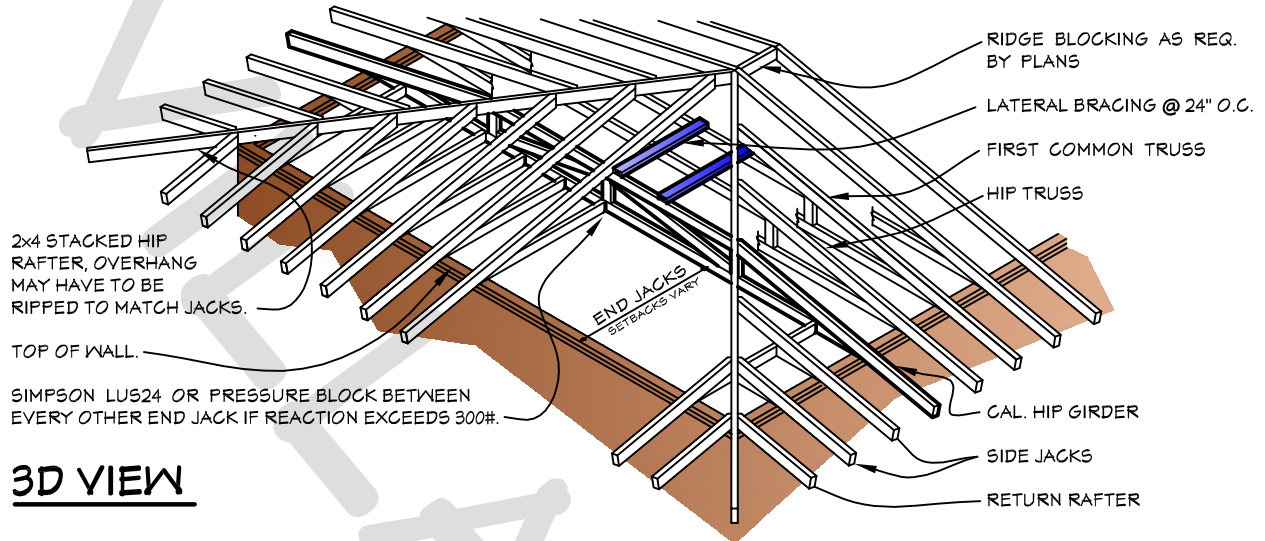 RIDGE BLOCKING AS REQ.
BY PLANS
LATERAL BRACING @ 24" O.C.
FIRST COMMON TRUSS
HIP TRUSS
2x4 STACKED HIP
RAFTER, OVERHANG
MAY HAVE TO BE
RIPPED TO MATCH JACKS.
END JACKS
SETBACKS VARY
TOP OF WALL.
SIMPSON LUS24 OR PRESSURE BLOCK BETWEEN
EVERY OTHER END JACK IF REACTION EXCEEDS 300#.
CAL. HIP GIRDER
SIDE JACKS
RETURN RAFTER
3D VIEW